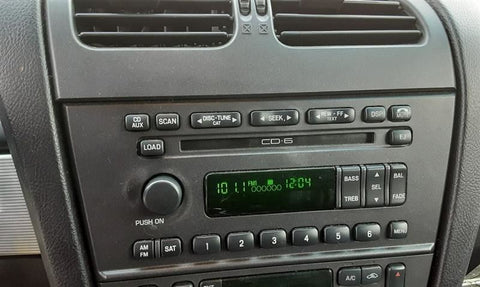 CD AUX
SCAN
DISC-TUNE CAT
SEEK
REW - FF TEXT
DSP
LOAD
CD-6
EJ
101.1 FM1 12:04
BASS
TREB
SEL
BAL
FADE
PUSH ON
AM FM
SAT
1 2 3 4 5 6
MENU
A/C